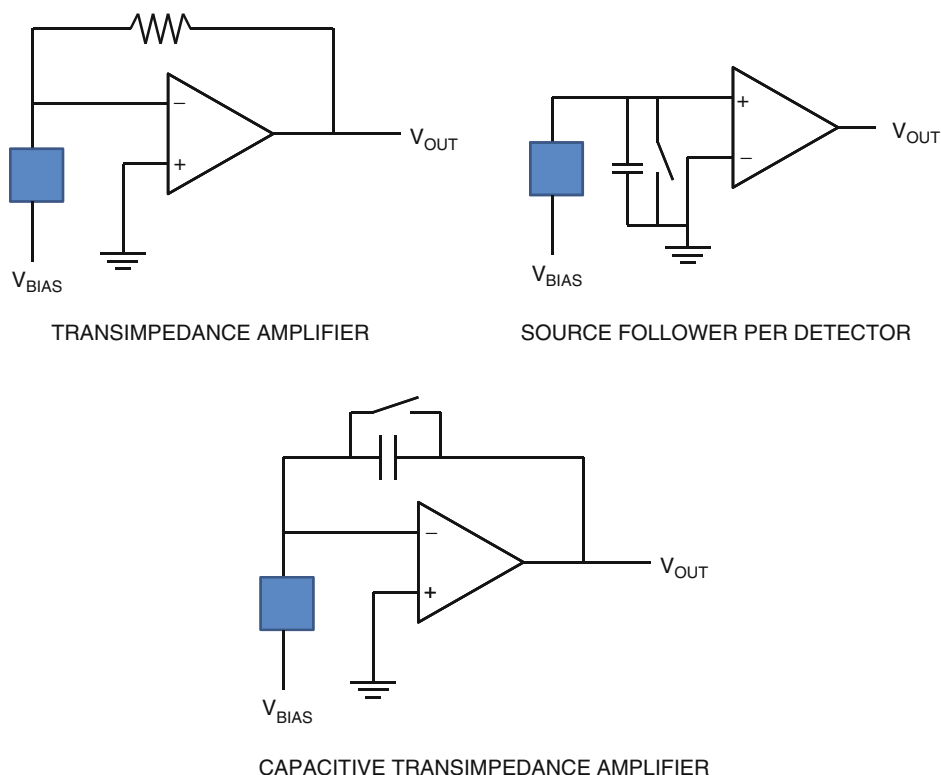 −
+
V_OUT
V_BIAS
TRANSIMPEDANCE AMPLIFIER
+
−
V_OUT
V_BIAS
SOURCE FOLLOWER PER DETECTOR
−
+
V_OUT
V_BIAS
CAPACITIVE TRANSIMPEDANCE AMPLIFIER